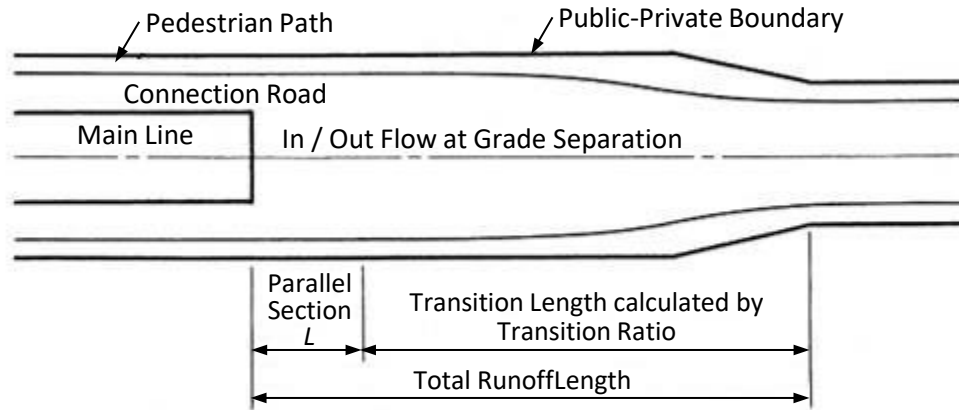 Pedestrian Path
Public-Private Boundary
Connection Road
Main Line
In / Out Flow at Grade Separation
Parallel
Section
L
Transition Length calculated by
Transition Ratio
Total RunoffLength